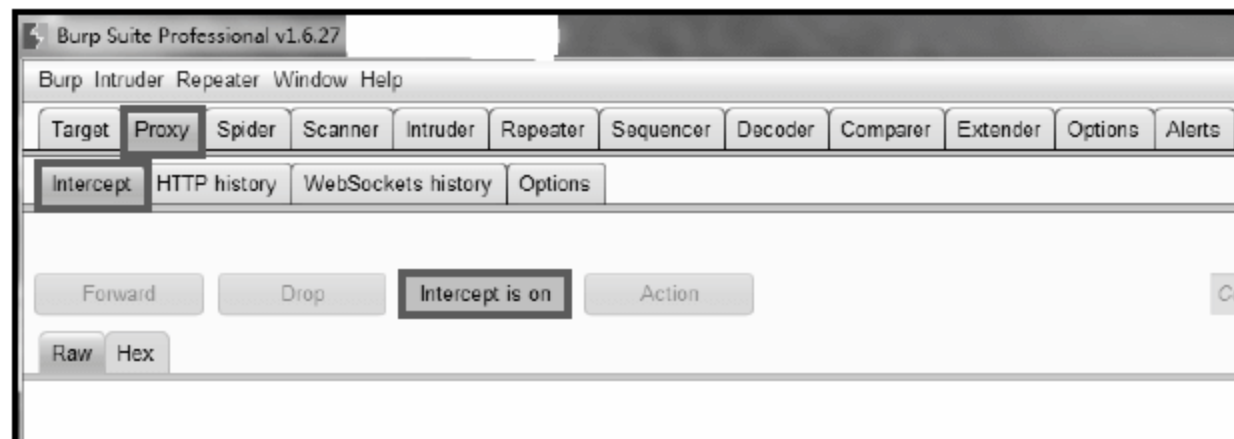 Burp Suite Professional v1.6.27
Burp Intruder Repeater Window Help
Target Proxy Spider Scanner Intruder Repeater Sequencer Decoder Comparer Extender Options Alerts
Intercept HTTP history WebSockets history Options
Forward Drop Intercept is on Action
Raw Hex